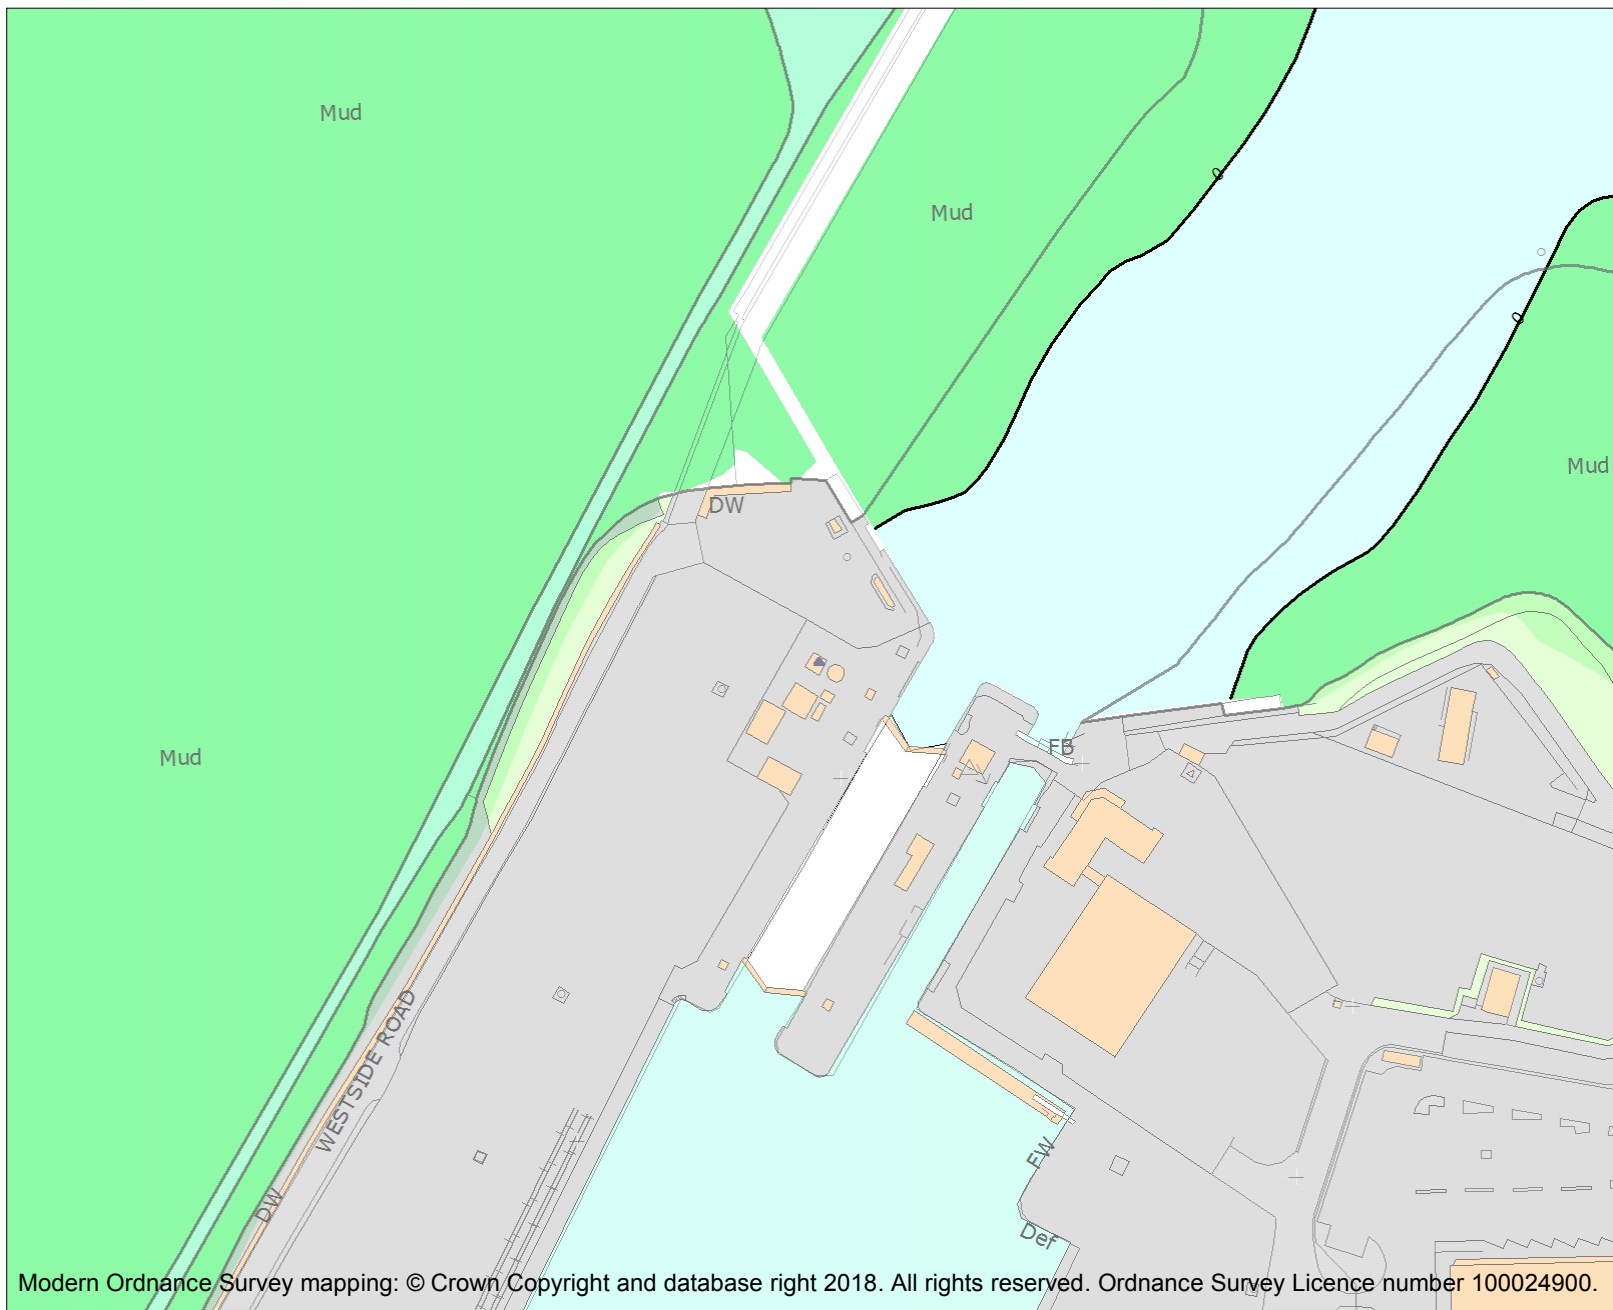 Mud
Mud
Mud
DW
FB
Mud
WESTSIDE ROAD
FW
DW
Def
Modern Ordnance Survey mapping: © Crown Copyright and database right 2018. All rights reserved. Ordnance Survey Licence number 100024900.